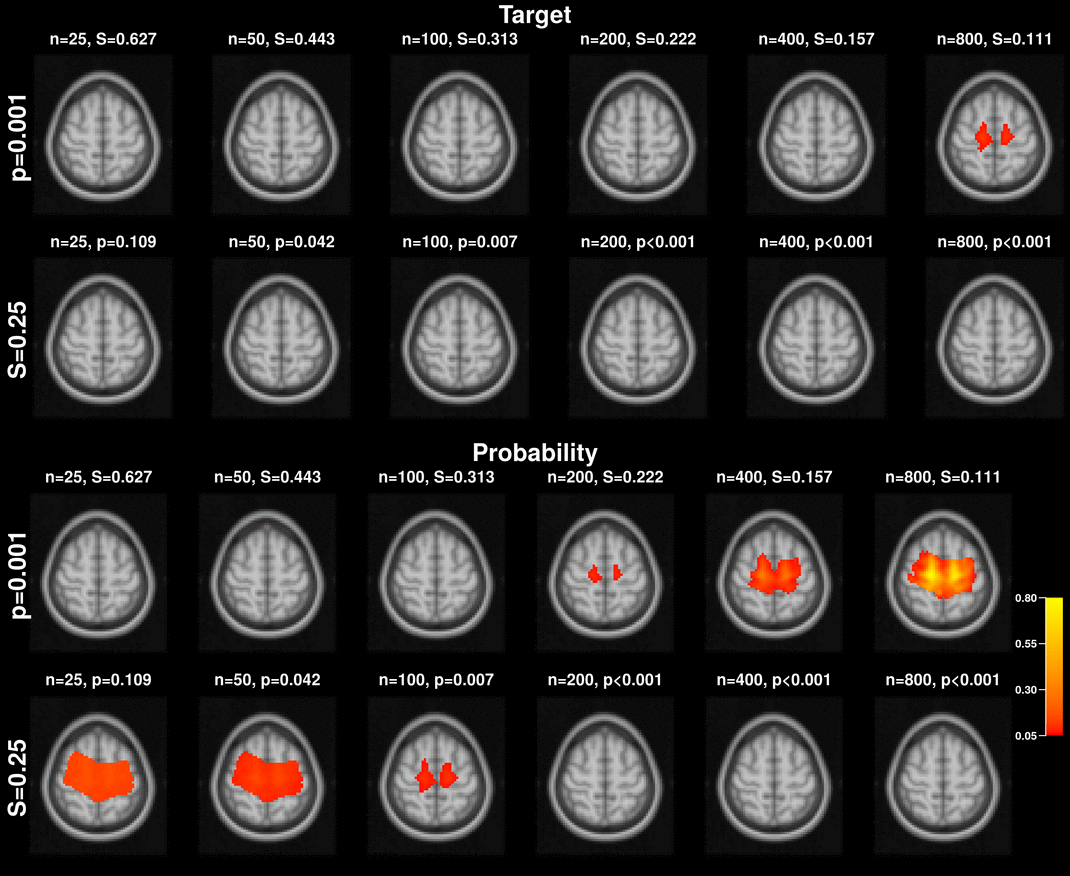 Target
n=25, S=0.627 n=50, S=0.443 n=100, S=0.313 n=200, S=0.222 n=400, S=0.157 n=800, S=0.111
p=0.001
n=25, p=0.109 n=50, p=0.042 n=100, p=0.007 n=200, p<0.001 n=400, p<0.001 n=800, p<0.001
S=0.25
Probability
n=25, S=0.627 n=50, S=0.443 n=100, S=0.313 n=200, S=0.222 n=400, S=0.157 n=800, S=0.111
p=0.001
0.80
0.55
n=25, p=0.109 n=50, p=0.042 n=100, p=0.007 n=200, p<0.001 n=400, p<0.001 n=800, p<0.001
0.30
0.05
S=0.25